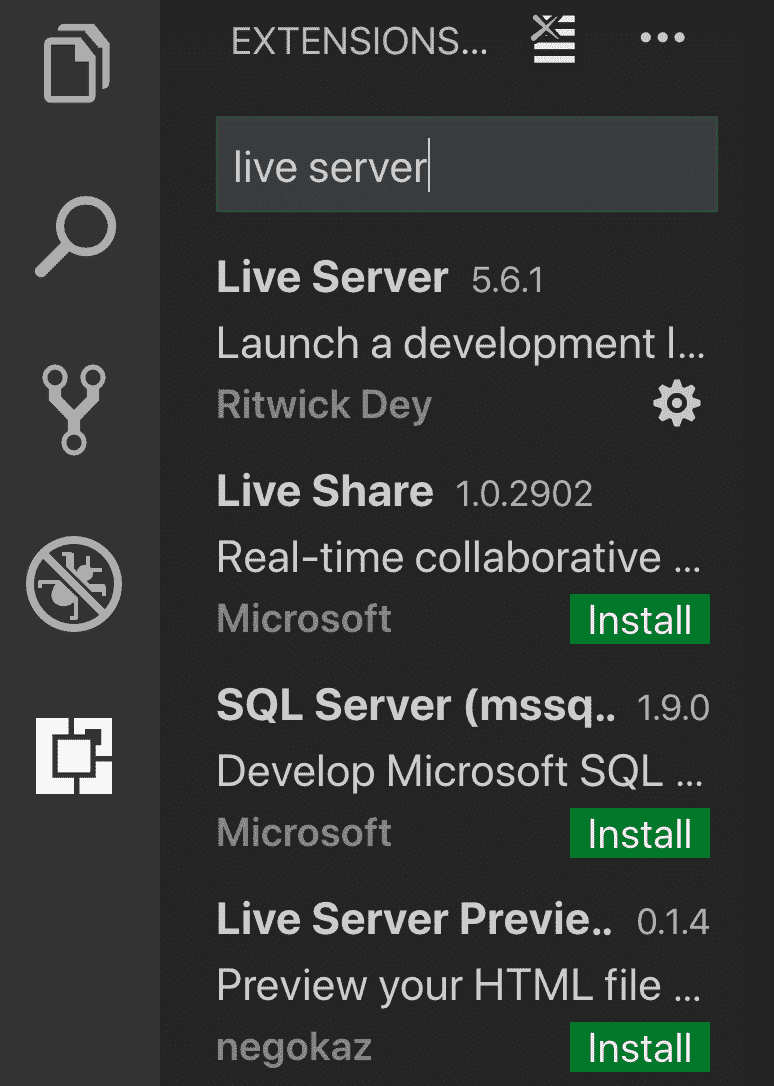 EXTENSIONS...
live server
Live Server 5.6.1
Launch a development l...
Ritwick Dey
Live Share 1.0.2902
Real-time collaborative ...
Microsoft Install
SQL Server (mssq.. 1.9.0
Develop Microsoft SQL ...
Microsoft Install
Live Server Previe.. 0.1.4
Preview your HTML file ...
negokaz Install